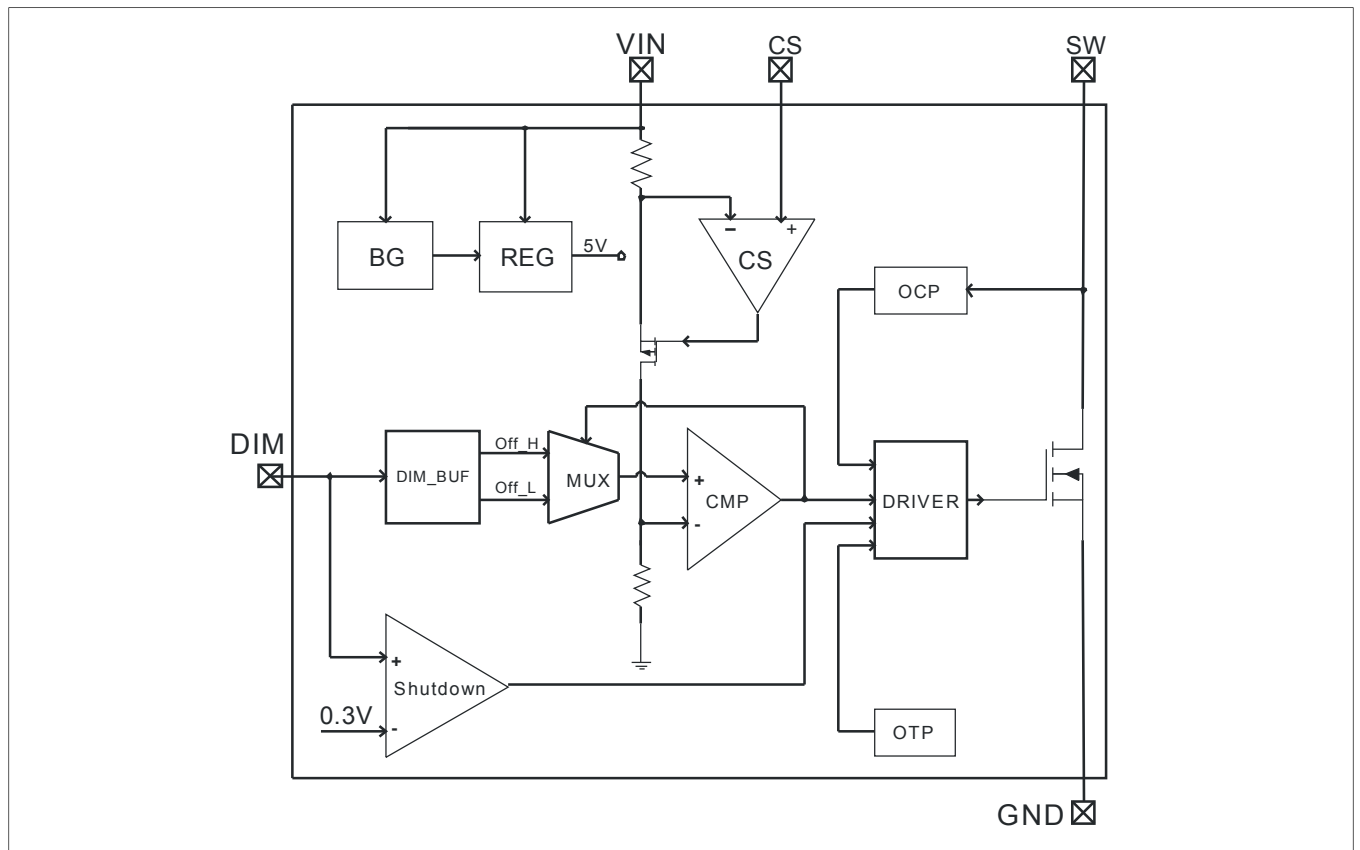 VIN
CS
SW
BG
REG
5V
-
+
CS
OCP
DIM
DIM_BUF
Off_H
Off_L
MUX
+
-
CMP
DRIVER
+
Shutdown
0.3V
-
OTP
GND